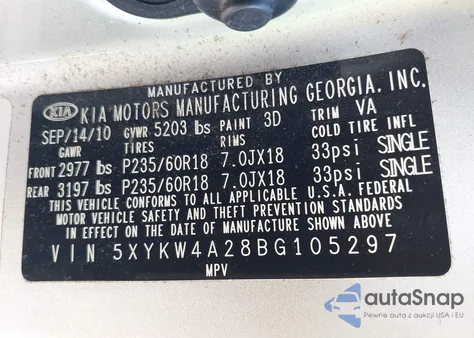 MANUFACTURED BY
KIA KIA MOTORS MANUFACTURING GEORGIA, INC.
SEP/14/10 GVWR 5203 lbs PAINT 3D TRIM VA
GAWR TIRES RIMS COLD TIRE INFL
FRONT 2977 lbs P235/60R18 7.0JX18 33psi SINGLE
REAR 3197 lbs P235/60R18 7.0JX18 33psi SINGLE
THIS VEHICLE CONFORMS TO ALL APPLICABLE U.S.A. FEDERAL
MOTOR VEHICLE SAFETY AND THEFT PREVENTION STANDARDS
IN EFFECT ON THE DATE OF MANUFACTURE SHOWN ABOVE
VIN 5XYKW4A28BG105297
MPV
autoSnap
Pewne auta z aukcji USA i EU